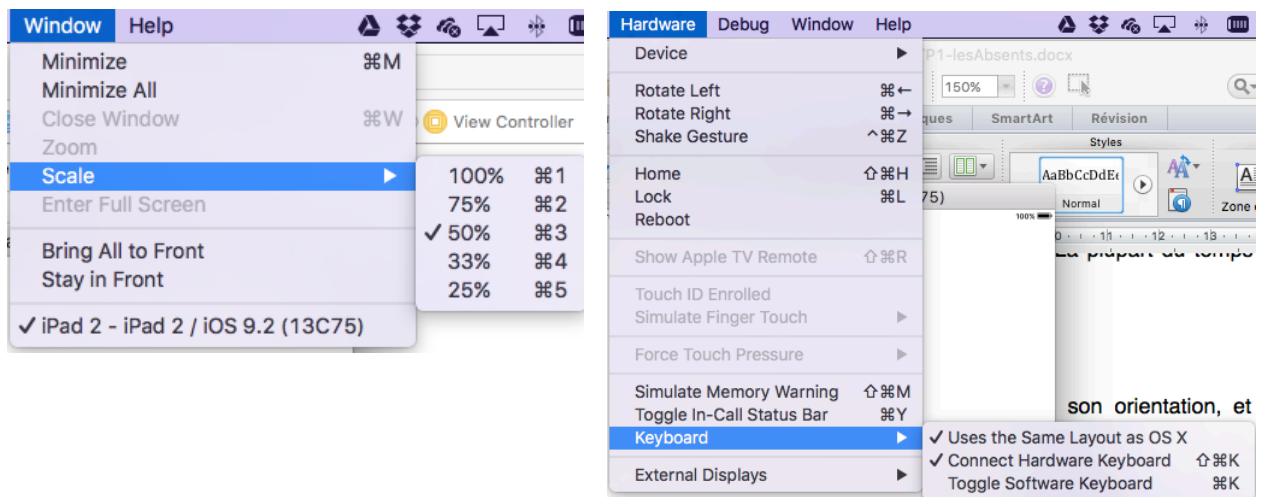 Window Help
Minimize ⌘M
Minimize All
Close Window ⌘W
View Controller
Zoom
Scale
Enter Full Screen
100% ⌘1
75% ⌘2
✓ 50% ⌘3
33% ⌘4
25% ⌘5
Bring All to Front
Stay in Front
✓ iPad 2 - iPad 2 / iOS 9.2 (13C75)
Hardware Debug Window Help
Device
Rotate Left ⌘←
Rotate Right ⌘→
Shake Gesture ^⌘Z
Home ⇧⌘H
Lock ⌘L
Reboot
Show Apple TV Remote ⇧⌘R
Touch ID Enrolled
Simulate Finger Touch
Force Touch Pressure
Simulate Memory Warning ⇧⌘M
Toggle In-Call Status Bar ⌘Y
Keyboard
External Displays
✓ Uses the Same Layout as OS X
✓ Connect Hardware Keyboard ⇧⌘K
Toggle Software Keyboard ⌘K
P1-lesAbsents.docx
150%
ques SmartArt Révision
Styles
AaBbCcDdEe
Normal
Zone
75)
100%
11 12 13
La plupart du temps
son orientation, et